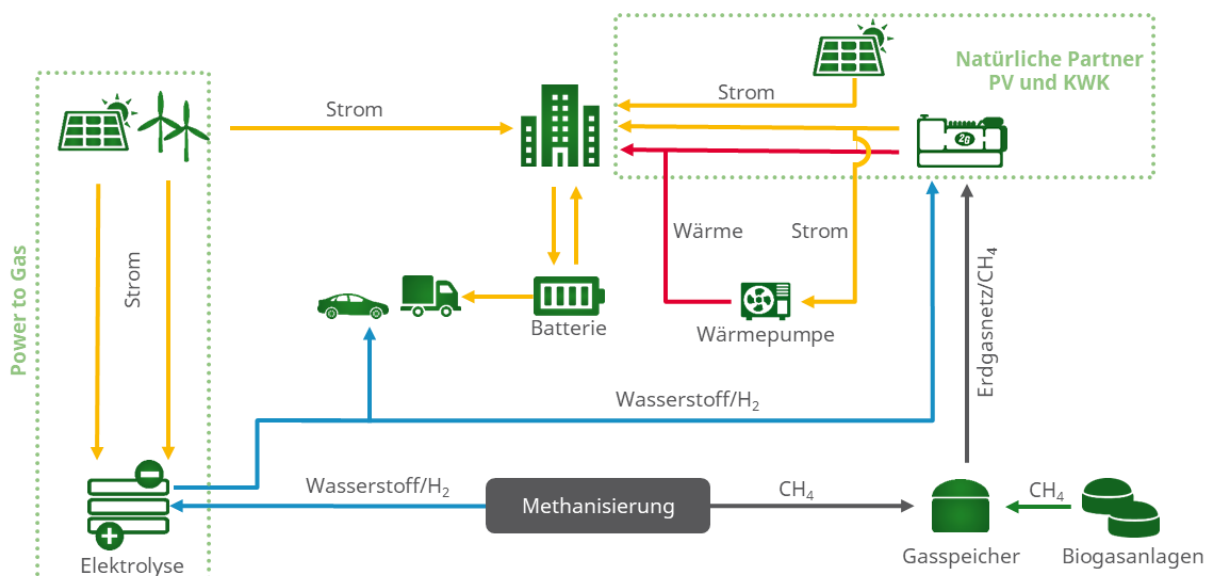 Natürliche Partner
PV und KWK
Strom
Strom
2g
Power to Gas
Strom
Wärme
Strom
Erdgasnetz/CH₄
Batterie
Wärmepumpe
Wasserstoff/H₂
Wasserstoff/H₂
Methanisierung
CH₄
CH₄
Elektrolyse
Gasspeicher
Biogasanlagen